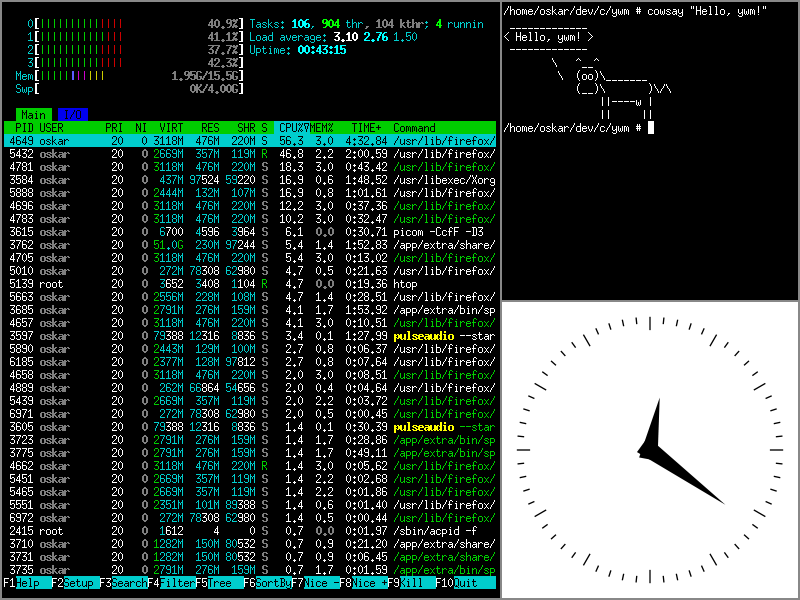 0[|||||||||||||||||| 40.9%] Tasks: 106, 904 thr, 104 kthr; 4 runnin
1[|||||||||||||||||| 41.1%] Load average: 3.10 2.76 1.50
2[|||||||||||||||||| 37.7%] Uptime: 00:43:15
3[|||||||||||||||||| 42.3%]
Mem[|||||||||||||| 1.95G/15.5G]
Swp[ 0K/4.00G]
Main I/O
PID USER PRI NI VIRT RES SHR S CPU%▽MEM% TIME+ Command
4649 oskar 20 0 3118M 476M 220M S 56.3 3.0 4:32.84 /usr/lib/firefox/
5432 oskar 20 0 2669M 357M 119M R 46.8 2.2 2:00.59 /usr/lib/firefox/
4781 oskar 20 0 3118M 476M 220M S 18.3 3.0 0:43.42 /usr/lib/firefox/
3584 oskar 20 0 437M 97524 59220 S 16.9 0.6 1:48.52 /usr/libexec/Xorg
5888 oskar 20 0 2444M 132M 107M S 16.9 0.8 1:01.61 /usr/lib/firefox/
4696 oskar 20 0 3118M 476M 220M S 12.2 3.0 0:37.36 /usr/lib/firefox/
4783 oskar 20 0 3118M 476M 220M S 10.2 3.0 0:32.47 /usr/lib/firefox/
3615 oskar 20 0 6700 4596 3964 S 6.1 0.0 0:30.71 picom -CcfF -D3
3762 oskar 20 0 51.0G 230M 97244 S 5.4 1.4 1:52.83 /app/extra/share/
4705 oskar 20 0 3118M 476M 220M S 5.4 3.0 0:13.02 /usr/lib/firefox/
5010 oskar 20 0 272M 78308 62980 S 4.7 0.5 0:21.63 /usr/lib/firefox/
5139 root 20 0 3652 3408 1104 R 4.7 0.0 0:19.36 htop
5663 oskar 20 0 2556M 228M 108M S 4.7 1.4 0:28.51 /usr/lib/firefox/
3685 oskar 20 0 2791M 276M 159M S 4.1 1.7 1:53.92 /app/extra/bin/sp
4657 oskar 20 0 3118M 476M 220M S 4.1 3.0 0:10.51 /usr/lib/firefox/
3597 oskar 20 0 79388 12316 8836 S 3.4 0.1 1:27.99 pulseaudio --star
5890 oskar 20 0 2443M 129M 100M S 2.7 0.8 0:06.37 /usr/lib/firefox/
6185 oskar 20 0 2377M 128M 97812 S 2.7 0.8 0:07.64 /usr/lib/firefox/
4658 oskar 20 0 3118M 476M 220M S 2.0 3.0 0:08.51 /usr/lib/firefox/
4889 oskar 20 0 262M 66864 54656 S 2.0 0.4 0:04.64 /usr/lib/firefox/
5439 oskar 20 0 2669M 357M 119M S 2.0 2.2 0:03.72 /usr/lib/firefox/
6971 oskar 20 0 272M 78308 62980 S 2.0 0.5 0:00.45 /usr/lib/firefox/
3605 oskar 20 0 79388 12316 8836 S 1.4 0.1 0:30.39 pulseaudio --star
3723 oskar 20 0 2791M 276M 159M S 1.4 1.7 0:28.86 /app/extra/bin/sp
3775 oskar 20 0 2791M 276M 159M S 1.4 1.7 0:49.11 /app/extra/bin/sp
4662 oskar 20 0 3118M 476M 220M R 1.4 3.0 0:05.62 /usr/lib/firefox/
5451 oskar 20 0 2669M 357M 119M S 1.4 2.2 0:02.68 /usr/lib/firefox/
5465 oskar 20 0 2669M 357M 119M S 1.4 2.2 0:01.86 /usr/lib/firefox/
5551 oskar 20 0 2351M 101M 89388 S 1.4 0.6 0:01.40 /usr/lib/firefox/
6972 oskar 20 0 272M 78308 62980 S 1.4 0.5 0:00.44 /usr/lib/firefox/
2415 root 20 0 1612 4 0 S 0.7 0.0 0:01.97 /sbin/acpid -f
3710 oskar 20 0 1282M 150M 80532 S 0.7 0.9 0:21.20 /app/extra/share/
3731 oskar 20 0 1282M 150M 80532 S 0.7 0.9 0:06.45 /app/extra/share/
3735 oskar 20 0 2791M 276M 159M S 0.7 1.7 0:01.59 /app/extra/bin/sp
F1Help F2Setup F3SearchF4FilterF5Tree F6SortByF7Nice -F8Nice +F9Kill F10Quit
/home/oskar/dev/c/ywm # cowsay "Hello, ywm!"
 _____________
< Hello, ywm! >
 -------------
        \   ^__^
         \  (oo)\_______
            (__)\       )\/\
                ||----w |
                ||     ||
/home/oskar/dev/c/ywm #